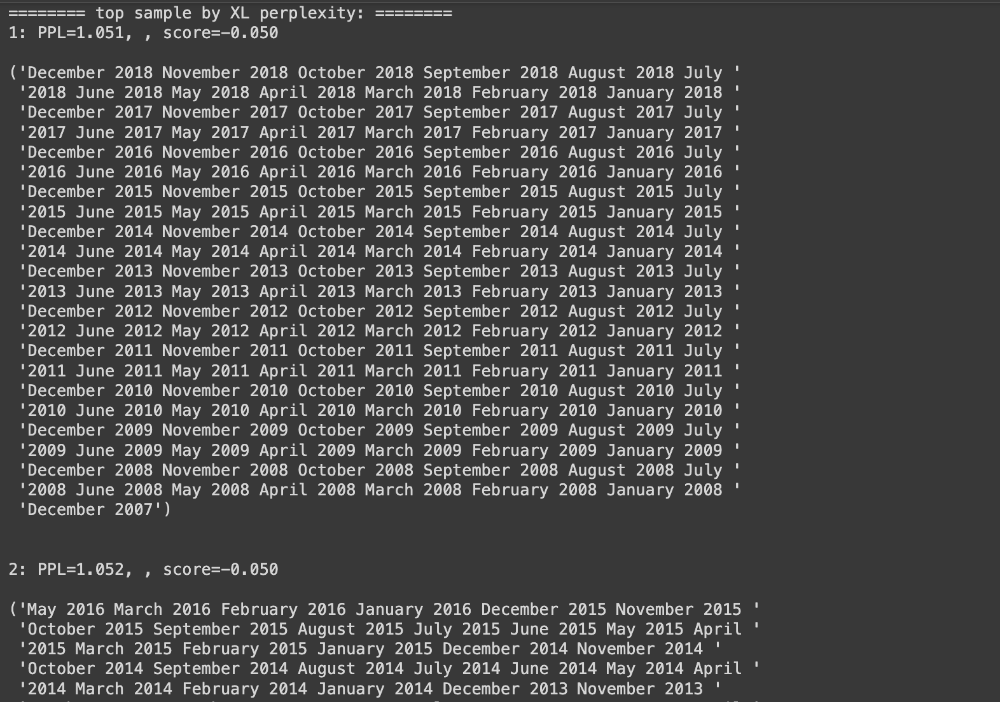 ======== top sample by XL perplexity: ========
1: PPL=1.051, , score=-0.050
('December 2018 November 2018 October 2018 September 2018 August 2018 July '
'2018 June 2018 May 2018 April 2018 March 2018 February 2018 January 2018 '
'December 2017 November 2017 October 2017 September 2017 August 2017 July '
'2017 June 2017 May 2017 April 2017 March 2017 February 2017 January 2017 '
'December 2016 November 2016 October 2016 September 2016 August 2016 July '
'2016 June 2016 May 2016 April 2016 March 2016 February 2016 January 2016 '
'December 2015 November 2015 October 2015 September 2015 August 2015 July '
'2015 June 2015 May 2015 April 2015 March 2015 February 2015 January 2015 '
'December 2014 November 2014 October 2014 September 2014 August 2014 July '
'2014 June 2014 May 2014 April 2014 March 2014 February 2014 January 2014 '
'December 2013 November 2013 October 2013 September 2013 August 2013 July '
'2013 June 2013 May 2013 April 2013 March 2013 February 2013 January 2013 '
'December 2012 November 2012 October 2012 September 2012 August 2012 July '
'2012 June 2012 May 2012 April 2012 March 2012 February 2012 January 2012 '
'December 2011 November 2011 October 2011 September 2011 August 2011 July '
'2011 June 2011 May 2011 April 2011 March 2011 February 2011 January 2011 '
'December 2010 November 2010 October 2010 September 2010 August 2010 July '
'2010 June 2010 May 2010 April 2010 March 2010 February 2010 January 2010 '
'December 2009 November 2009 October 2009 September 2009 August 2009 July '
'2009 June 2009 May 2009 April 2009 March 2009 February 2009 January 2009 '
'December 2008 November 2008 October 2008 September 2008 August 2008 July '
'2008 June 2008 May 2008 April 2008 March 2008 February 2008 January 2008 '
'December 2007')
2: PPL=1.052, , score=-0.050
('May 2016 March 2016 February 2016 January 2016 December 2015 November 2015 '
'October 2015 September 2015 August 2015 July 2015 June 2015 May 2015 April '
'2015 March 2015 February 2015 January 2015 December 2014 November 2014 '
'October 2014 September 2014 August 2014 July 2014 June 2014 May 2014 April '
'2014 March 2014 February 2014 January 2014 December 2013 November 2013 '